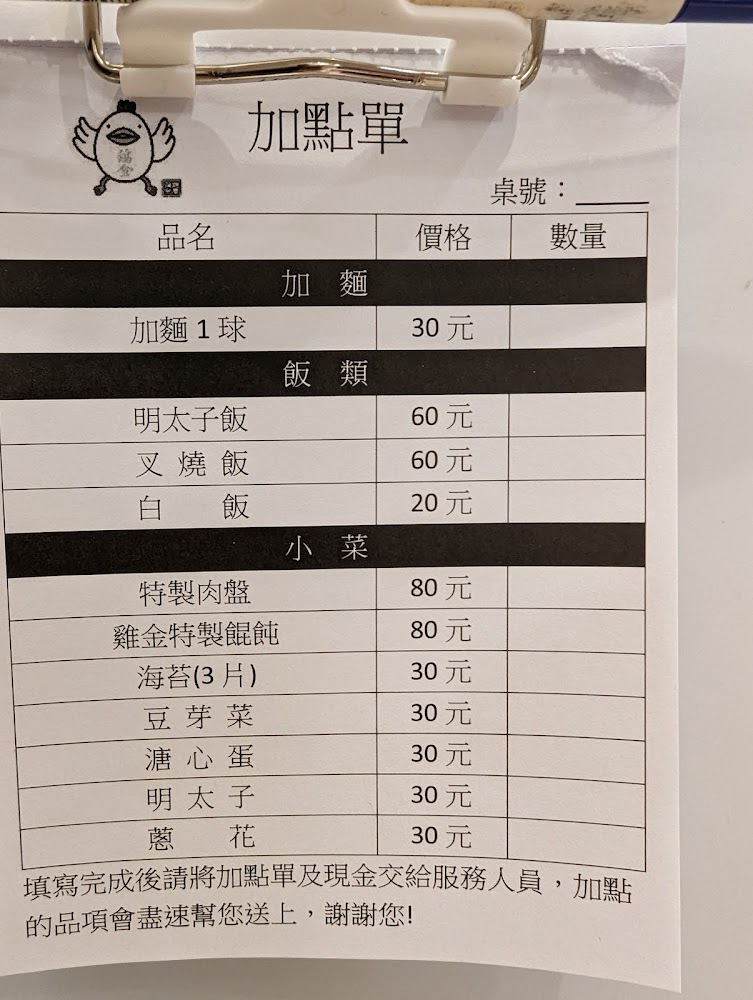 加點單
桌號：
品名 價格 數量
加 麵
加麵 1 球 30 元
飯 類
明太子飯 60 元
叉 燒 飯 60 元
白 飯 20 元
小 菜
特製肉盤 80 元
雞金特製餛飩 80 元
海苔(3 片) 30 元
豆 芽 菜 30 元
溏 心 蛋 30 元
明 太 子 30 元
蔥 花 30 元
填寫完成後請將加點單及現金交給服務人員，加點
的品項會盡速幫您送上，謝謝您!